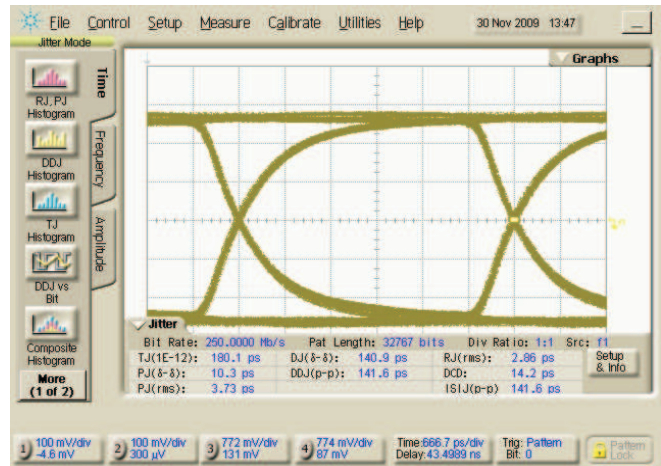 File Control Setup Measure Calibrate Utilities Help 30 Nov 2009 13:47
Jitter Mode
Graphs
RJ, PJ
Histogram
DDJ
Histogram
TJ
Histogram
DDJ vs
Bit
Composite
Histogram
More
(1 of 2)
Time
Frequency
Amplitude
Jitter
Bit Rate: 250.0000 Mb/s Pat Length: 32767 bits Div Ratio: 1:1 Src: f1
TJ(1E-12): 180.1 ps DJ(δ-δ): 140.9 ps RJ(rms): 2.86 ps
PJ(δ-δ): 10.3 ps DDJ(p-p): 141.6 ps DCD: 14.2 ps
PJ(rms): 3.73 ps ISIJ(p-p) 141.6 ps
Setup
& Info
1) 100 mV/div
-4.6 mV
2) 100 mV/div
300 µV
3) 772 mV/div
131 mV
4) 774 mV/div
87 mV
Time:666.7 ps/div
Delay:43.4989 ns
Trig: Pattern
Bit: 0
Pattern
Lock